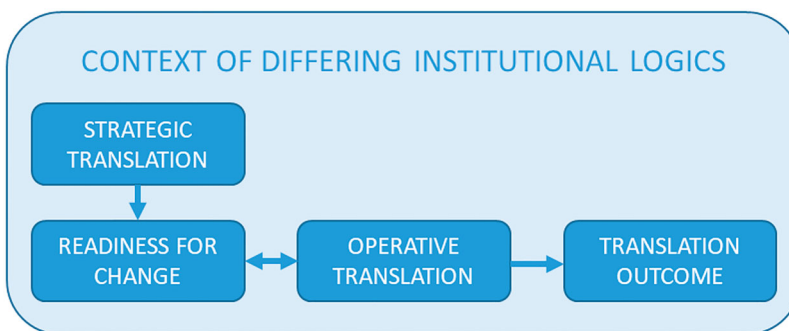 CONTEXT OF DIFFERING INSTITUTIONAL LOGICS
STRATEGIC
TRANSLATION
READINESS FOR
CHANGE
OPERATIVE
TRANSLATION
TRANSLATION
OUTCOME